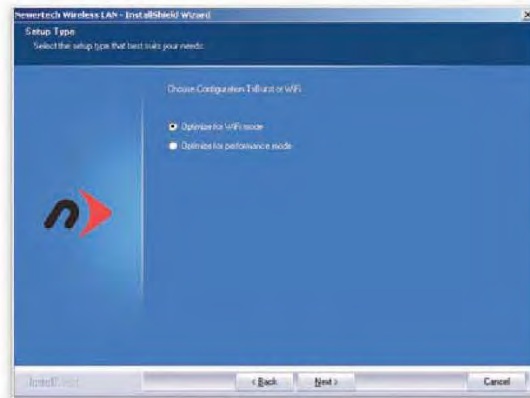 Newertech Wireless LAN - InstallShield Wizard
Setup Type
Select the setup type that best suits your needs.
Choose Configuration TxBurst or WiFi
Optimize for WiFi mode
Optimize for performance mode
InstallShield
< Back
Next >
Cancel